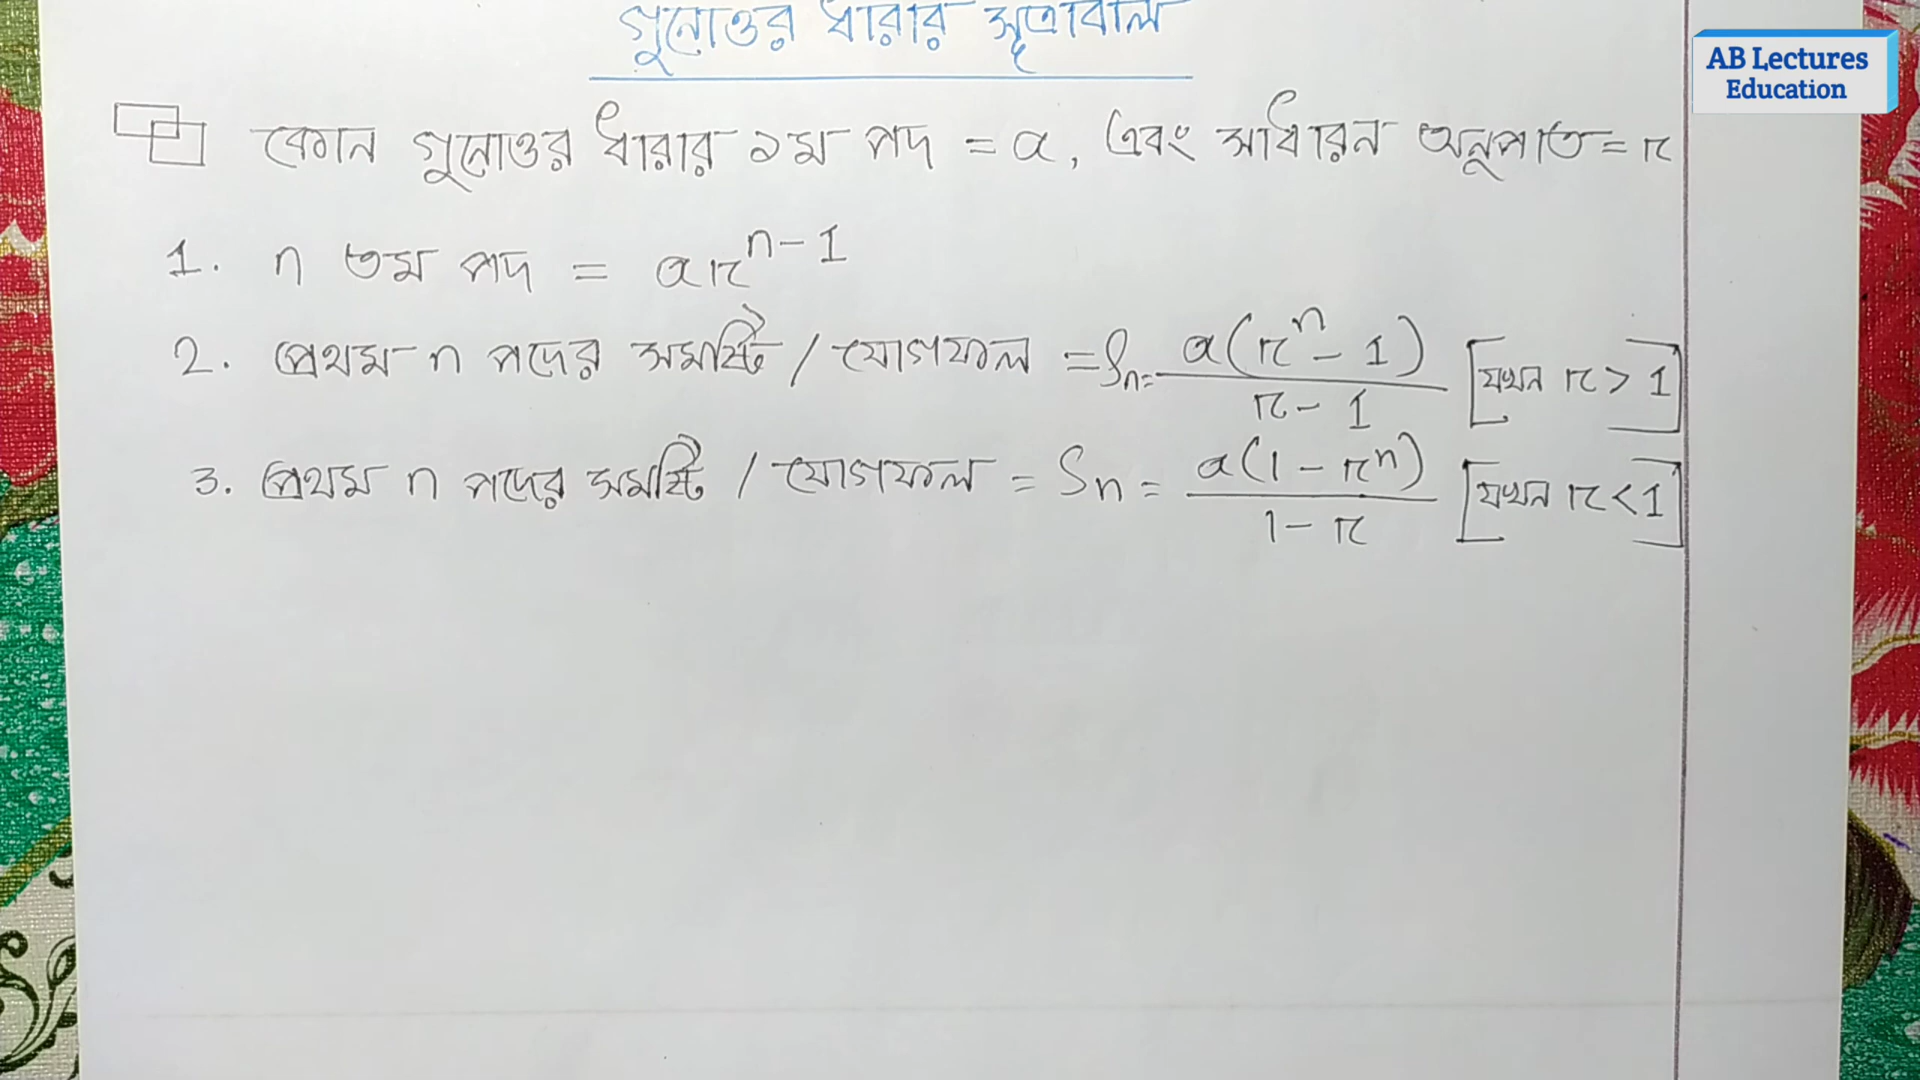 গুনোত্তর ধারার সূত্রাবলি
AB Lectures
Education
কোন গুনোত্তর ধারার ১ম পদ = a, এবং সাধারন অনুপাত = r
1. n তম পদ = ar^{n-1}
2. প্রথম n পদের সমষ্টি / যোগফল = Sn = a(r^n - 1) / r - 1 [যখন r > 1]
3. প্রথম n পদের সমষ্টি / যোগফল = Sn = a(1 - r^n) / 1 - r [যখন r < 1]